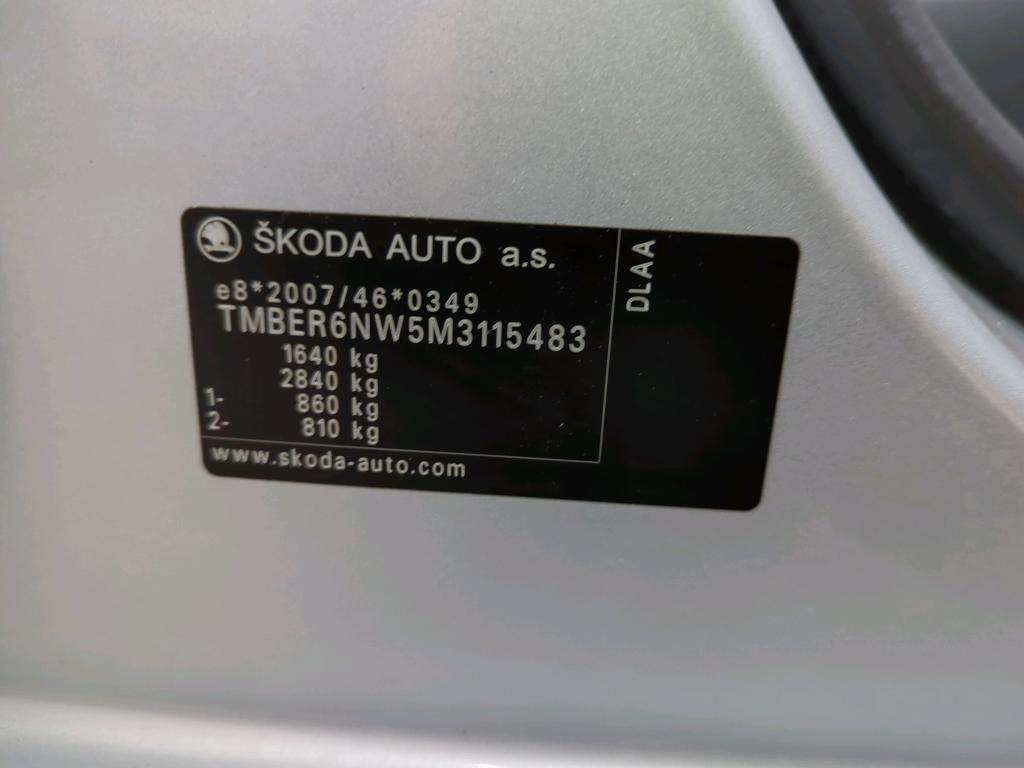 ŠKODA AUTO a.s.
e8*2007/46*0349
TMBER6NW5M3115483
1640 kg
2840 kg
1- 860 kg
2- 810 kg
www.skoda-auto.com
DLAA